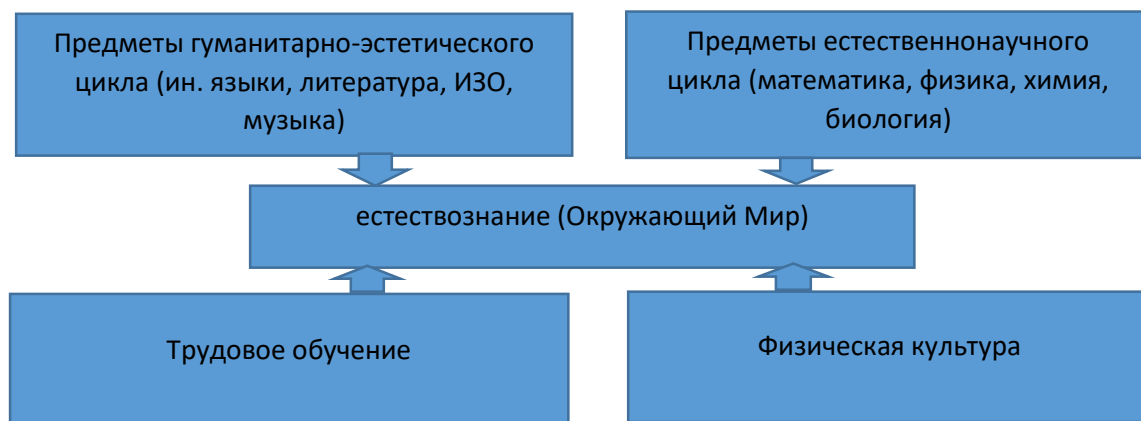 Предметы гуманитарно-эстетического
цикла (ин. языки, литература, ИЗО,
музыка)
Предметы естественнонаучного
цикла (математика, физика, химия,
биология)
естествознание (Окружающий Мир)
Трудовое обучение
Физическая культура